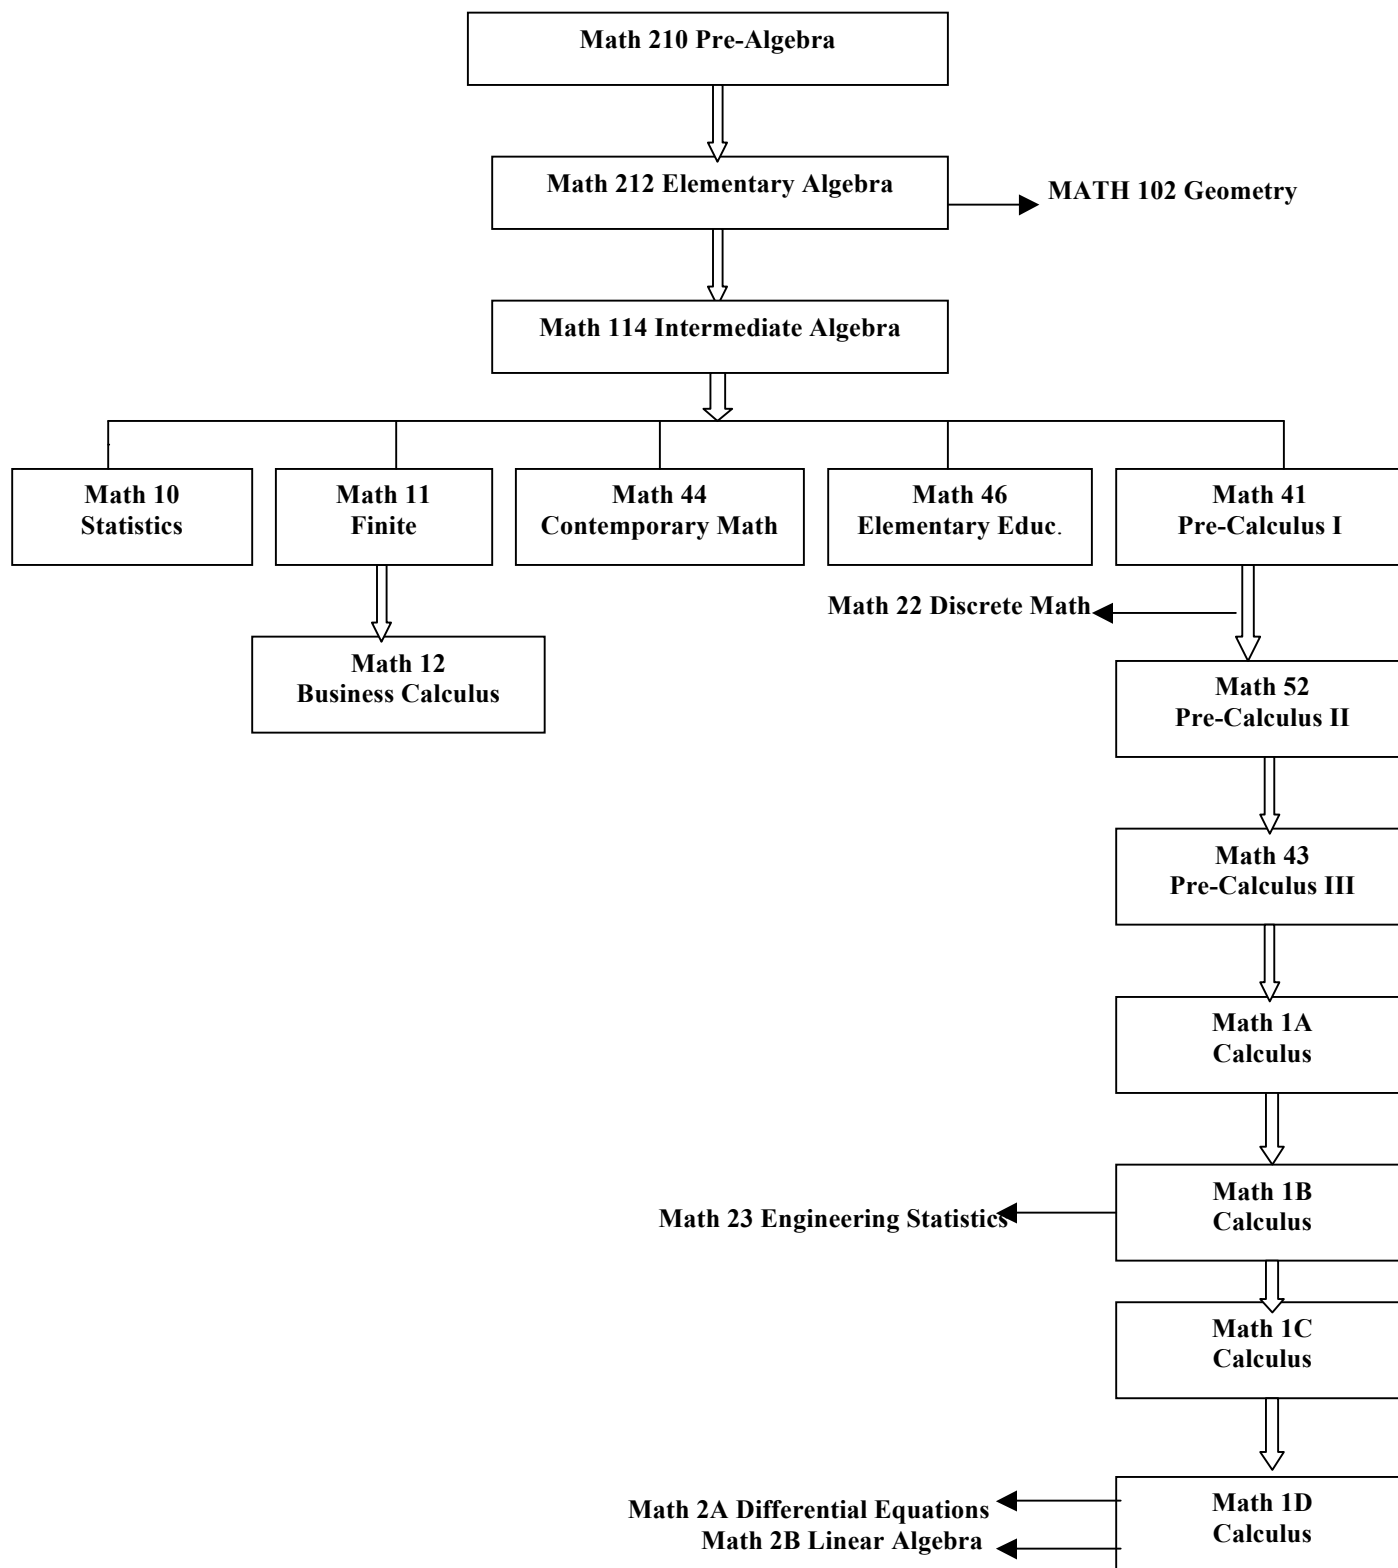 Math 210 Pre-Algebra
Math 212 Elementary Algebra
MATH 102 Geometry
Math 114 Intermediate Algebra
Math 10
Statistics
Math 11
Finite
Math 44
Contemporary Math
Math 46
Elementary Educ.
Math 41
Pre-Calculus I
Math 22 Discrete Math
Math 12
Business Calculus
Math 52
Pre-Calculus II
Math 43
Pre-Calculus III
Math 1A
Calculus
Math 1B
Calculus
Math 23 Engineering Statistics
Math 1C
Calculus
Math 1D
Calculus
Math 2A Differential Equations
Math 2B Linear Algebra